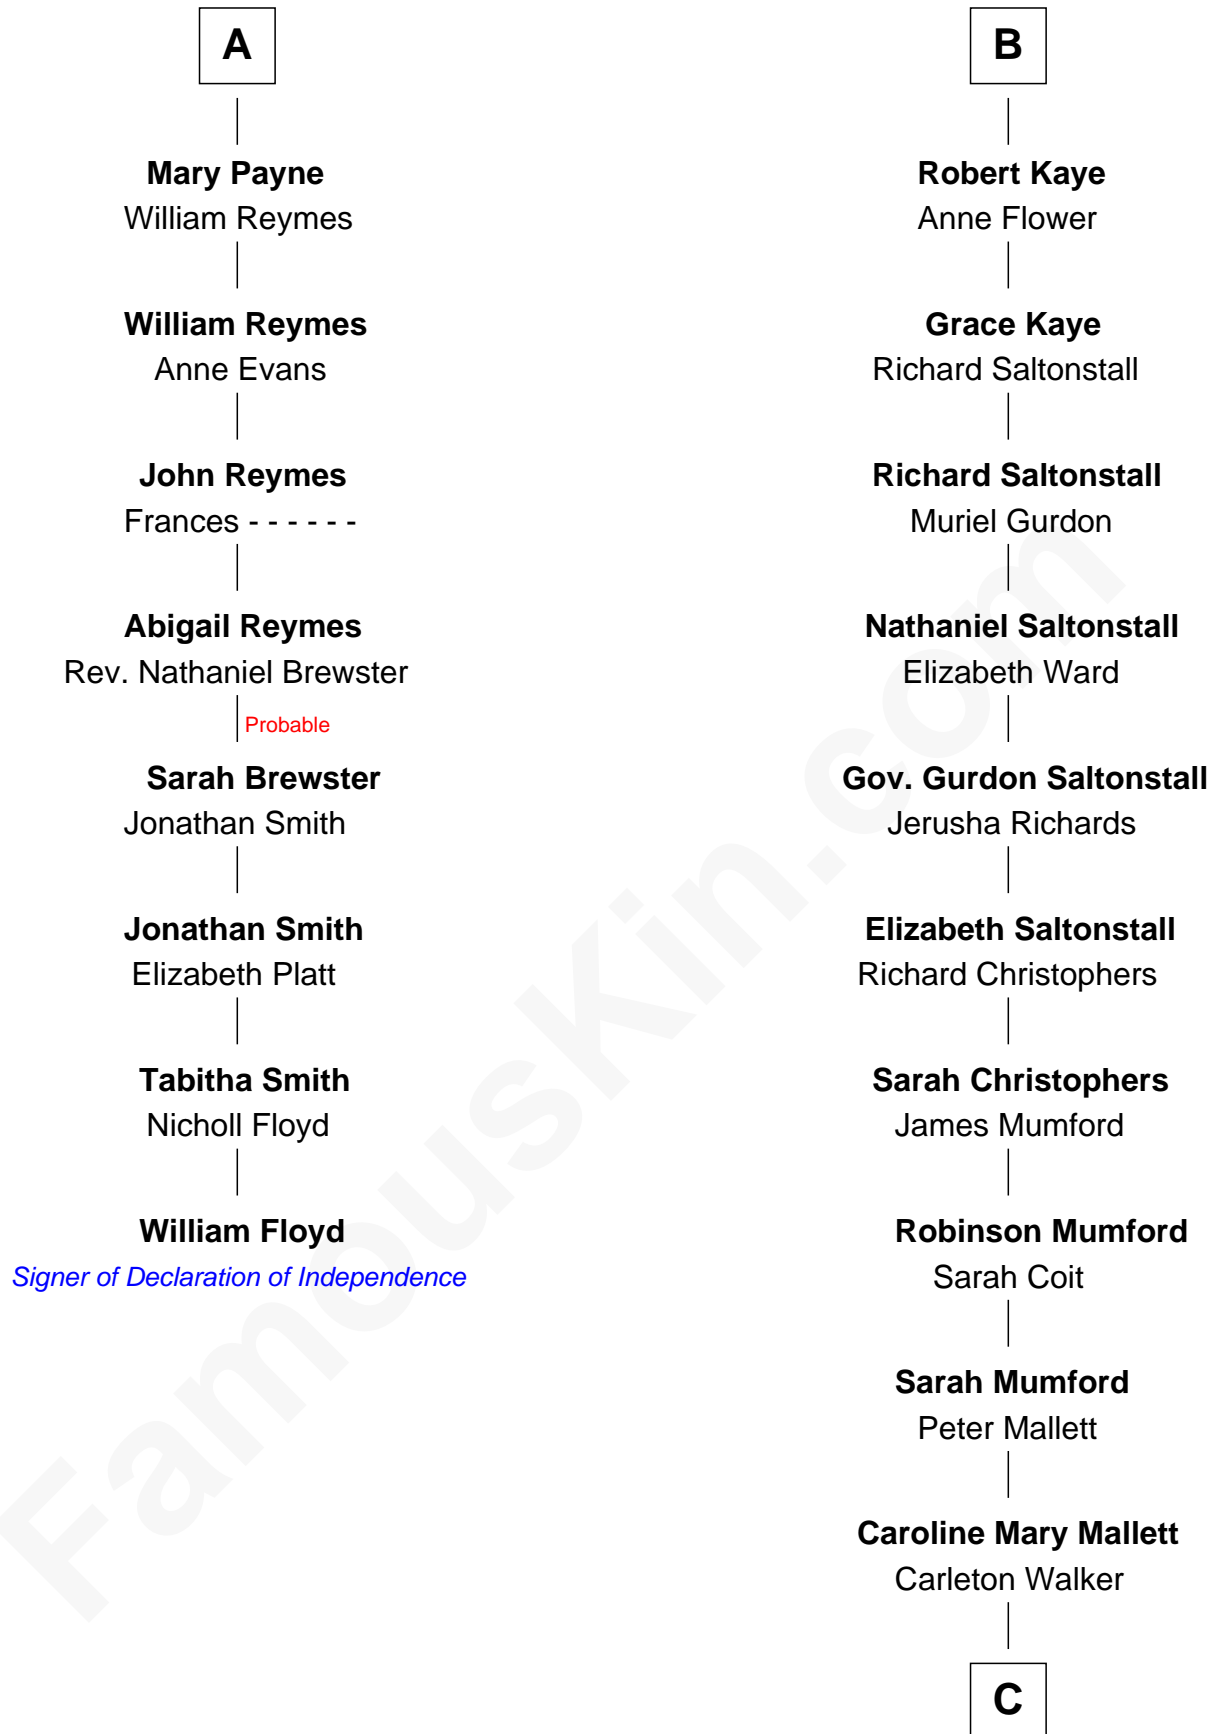 A
Mary Payne
William Reymes
William Reymes
Anne Evans
John Reymes
Frances - - - - - -
Abigail Reymes
Rev. Nathaniel Brewster
Probable
Sarah Brewster
Jonathan Smith
Jonathan Smith
Elizabeth Platt
Tabitha Smith
Nicholl Floyd
William Floyd
Signer of Declaration of Independence
B
Robert Kaye
Anne Flower
Grace Kaye
Richard Saltonstall
Richard Saltonstall
Muriel Gurdon
Nathaniel Saltonstall
Elizabeth Ward
Gov. Gurdon Saltonstall
Jerusha Richards
Elizabeth Saltonstall
Richard Christophers
Sarah Christophers
James Mumford
Robinson Mumford
Sarah Coit
Sarah Mumford
Peter Mallett
Caroline Mary Mallett
Carleton Walker
C
FamousKin.com